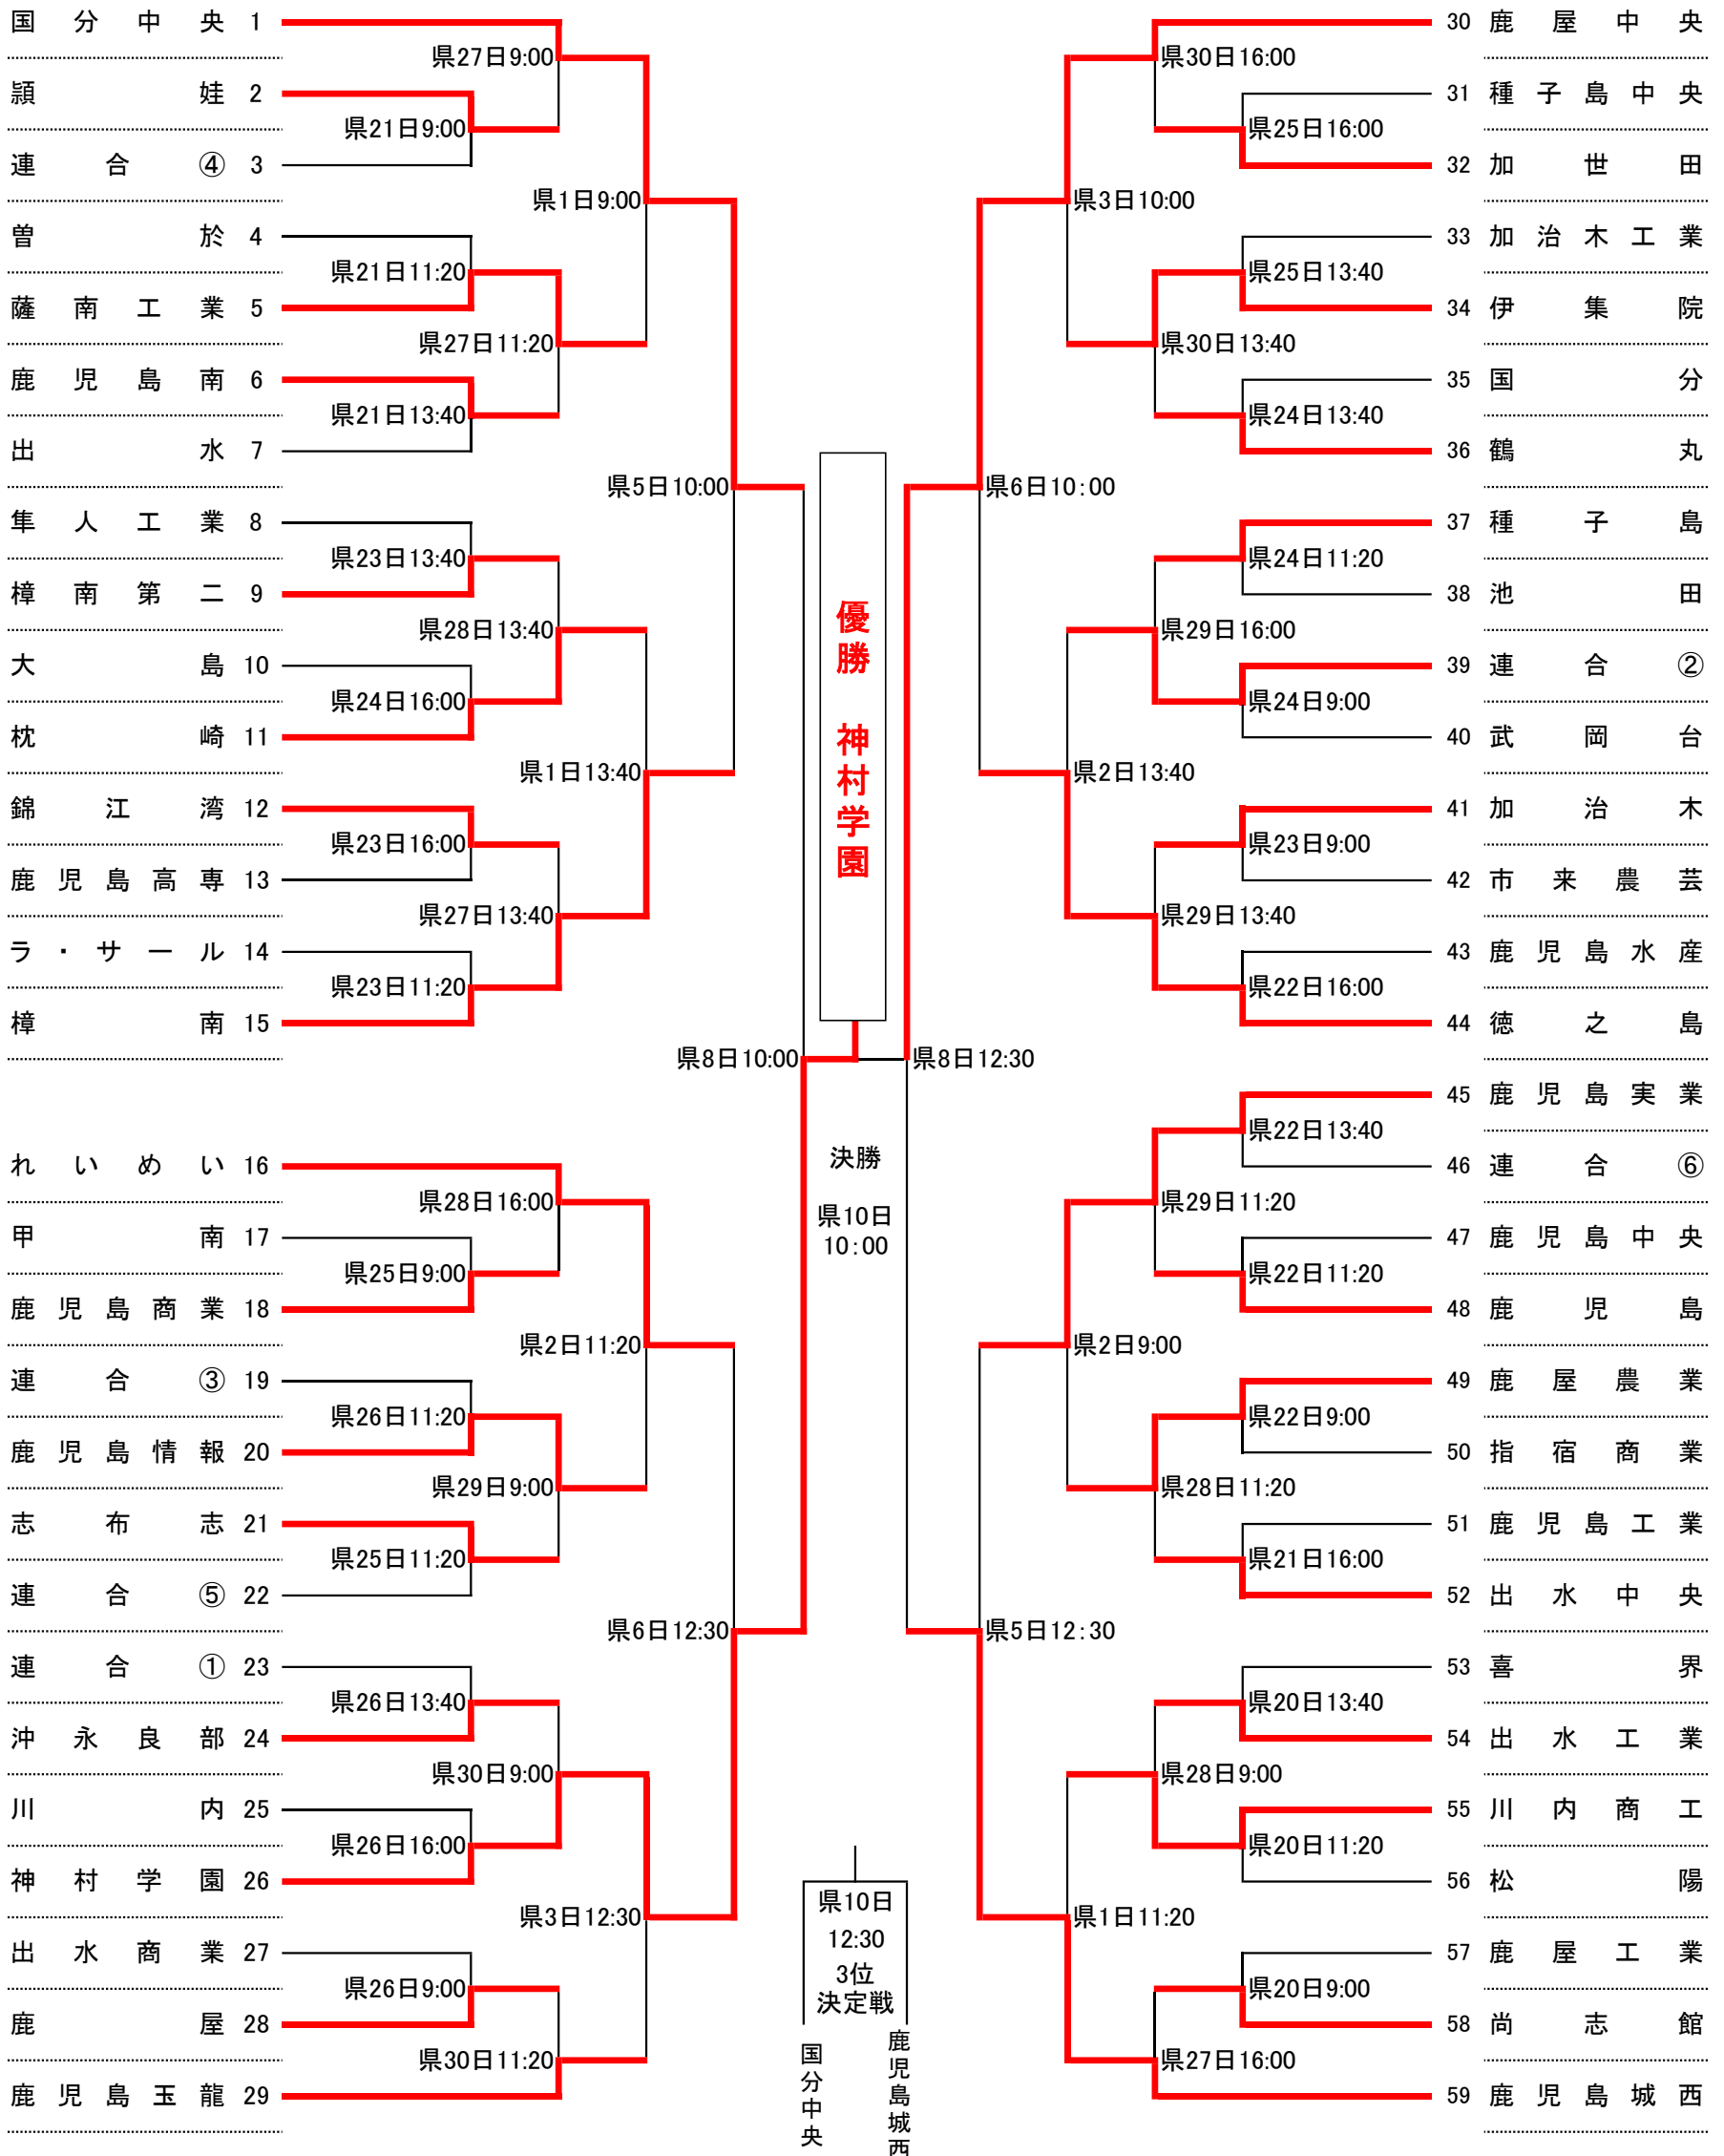 国分中央 1
県27日9:00
頴娃 2
県21日9:00
連合④ 3
県1日9:00
曽於 4
県21日11:20
薩南工業 5
県27日11:20
鹿児島南 6
県21日13:40
出水 7
県5日10:00
隼人工業 8
県23日13:40
樟南第二 9
県28日13:40
大島 10
県24日16:00
枕崎 11
県1日13:40
錦江湾 12
県23日16:00
鹿児島高専 13
県27日13:40
ラ・サール 14
県23日11:20
樟南 15
県8日10:00
れいめい 16
県28日16:00
甲南 17
県25日9:00
鹿児島商業 18
県2日11:20
連合③ 19
県26日11:20
鹿児島情報 20
県29日9:00
志布志 21
県25日11:20
連合⑤ 22
県6日12:30
連合① 23
県26日13:40
沖永良部 24
県30日9:00
川内 25
県26日16:00
神村学園 26
県3日12:30
出水商業 27
県26日9:00
鹿屋 28
県30日11:20
鹿児島玉龍 29
優勝 神村学園
決勝
県10日
10:00
県10日
12:30
3位
決定戦
国分中央
鹿児島城西
30 鹿屋中央
県30日16:00
31 種子島中央
県25日16:00
32 加世田
県3日10:00
33 加治木工業
県25日13:40
34 伊集院
県30日13:40
35 国分
県24日13:40
36 鶴丸
県6日10:00
37 種子島
県24日11:20
38 池田
県29日16:00
39 連合②
県24日9:00
40 武岡台
県2日13:40
41 加治木
県23日9:00
42 市来農芸
県29日13:40
43 鹿児島水産
県22日16:00
44 徳之島
県8日12:30
45 鹿児島実業
県22日13:40
46 連合⑥
県29日11:20
47 鹿児島中央
県22日11:20
48 鹿児島
県2日9:00
49 鹿屋農業
県22日9:00
50 指宿商業
県28日11:20
51 鹿児島工業
県21日16:00
52 出水中央
県5日12:30
53 喜界
県20日13:40
54 出水工業
県28日9:00
55 川内商工
県20日11:20
56 松陽
県1日11:20
57 鹿屋工業
県20日9:00
58 尚志館
県27日16:00
59 鹿児島城西